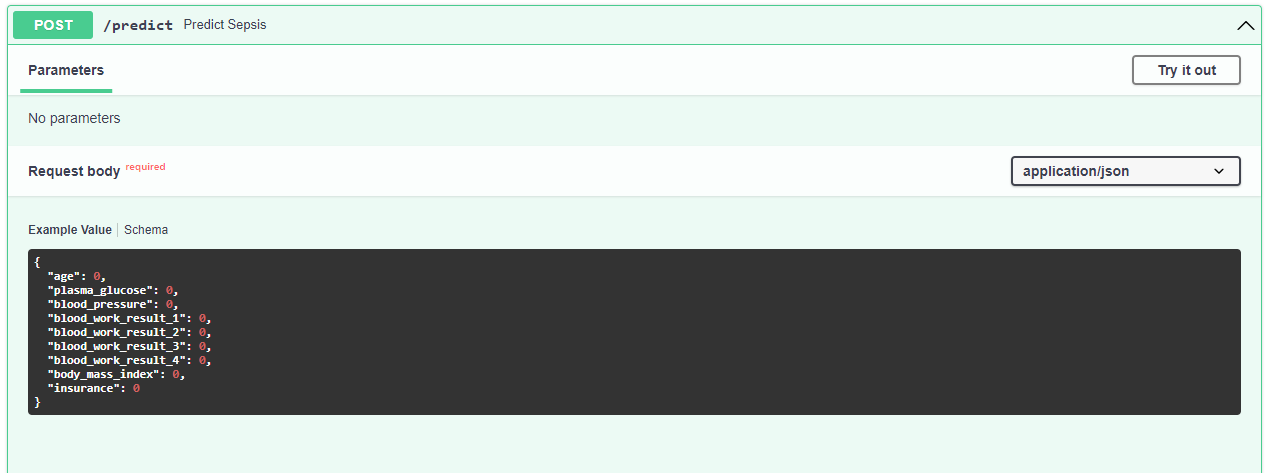 POST /predict Predict Sepsis
Parameters Try it out
No parameters
Request body required application/json
Example Value Schema
{
  "age": 0,
  "plasma_glucose": 0,
  "blood_pressure": 0,
  "blood_work_result_1": 0,
  "blood_work_result_2": 0,
  "blood_work_result_3": 0,
  "blood_work_result_4": 0,
  "body_mass_index": 0,
  "insurance": 0
}